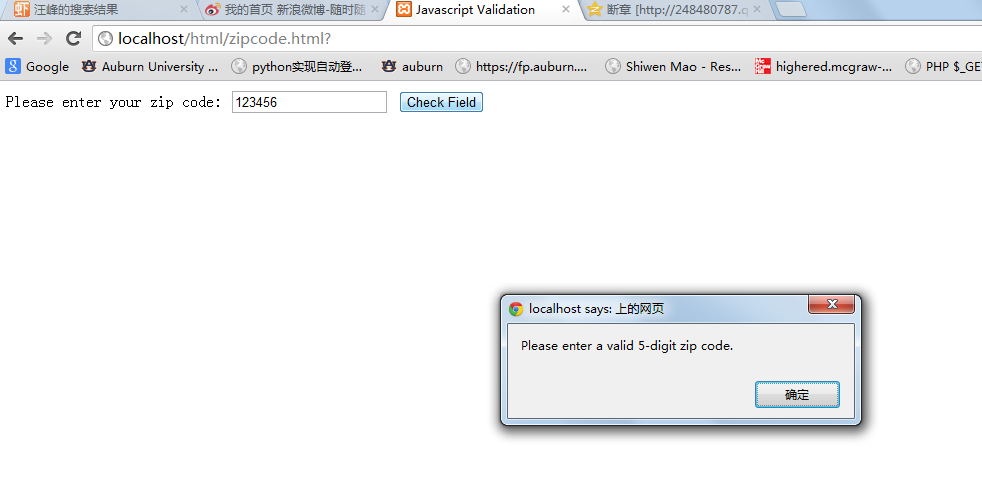 汪峰的搜索结果
我的首页 新浪微博-随时随
Javascript Validation
断章 [http://248480787.q
localhost/html/zipcode.html?
Google
Auburn University ...
python实现自动登...
auburn
https://fp.auburn....
Shiwen Mao - Res...
highered.mcgraw-...
PHP $_GE
Please enter your zip code:
123456
Check Field
localhost says: 上的网页
Please enter a valid 5-digit zip code.
确定